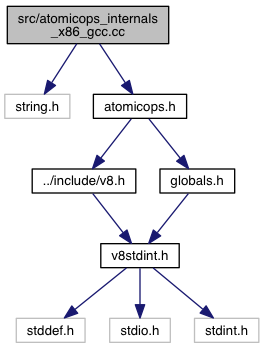 src/atomicops_internals
_x86_gcc.cc
string.h
atomicops.h
../include/v8.h
globals.h
v8stdint.h
stddef.h
stdio.h
stdint.h